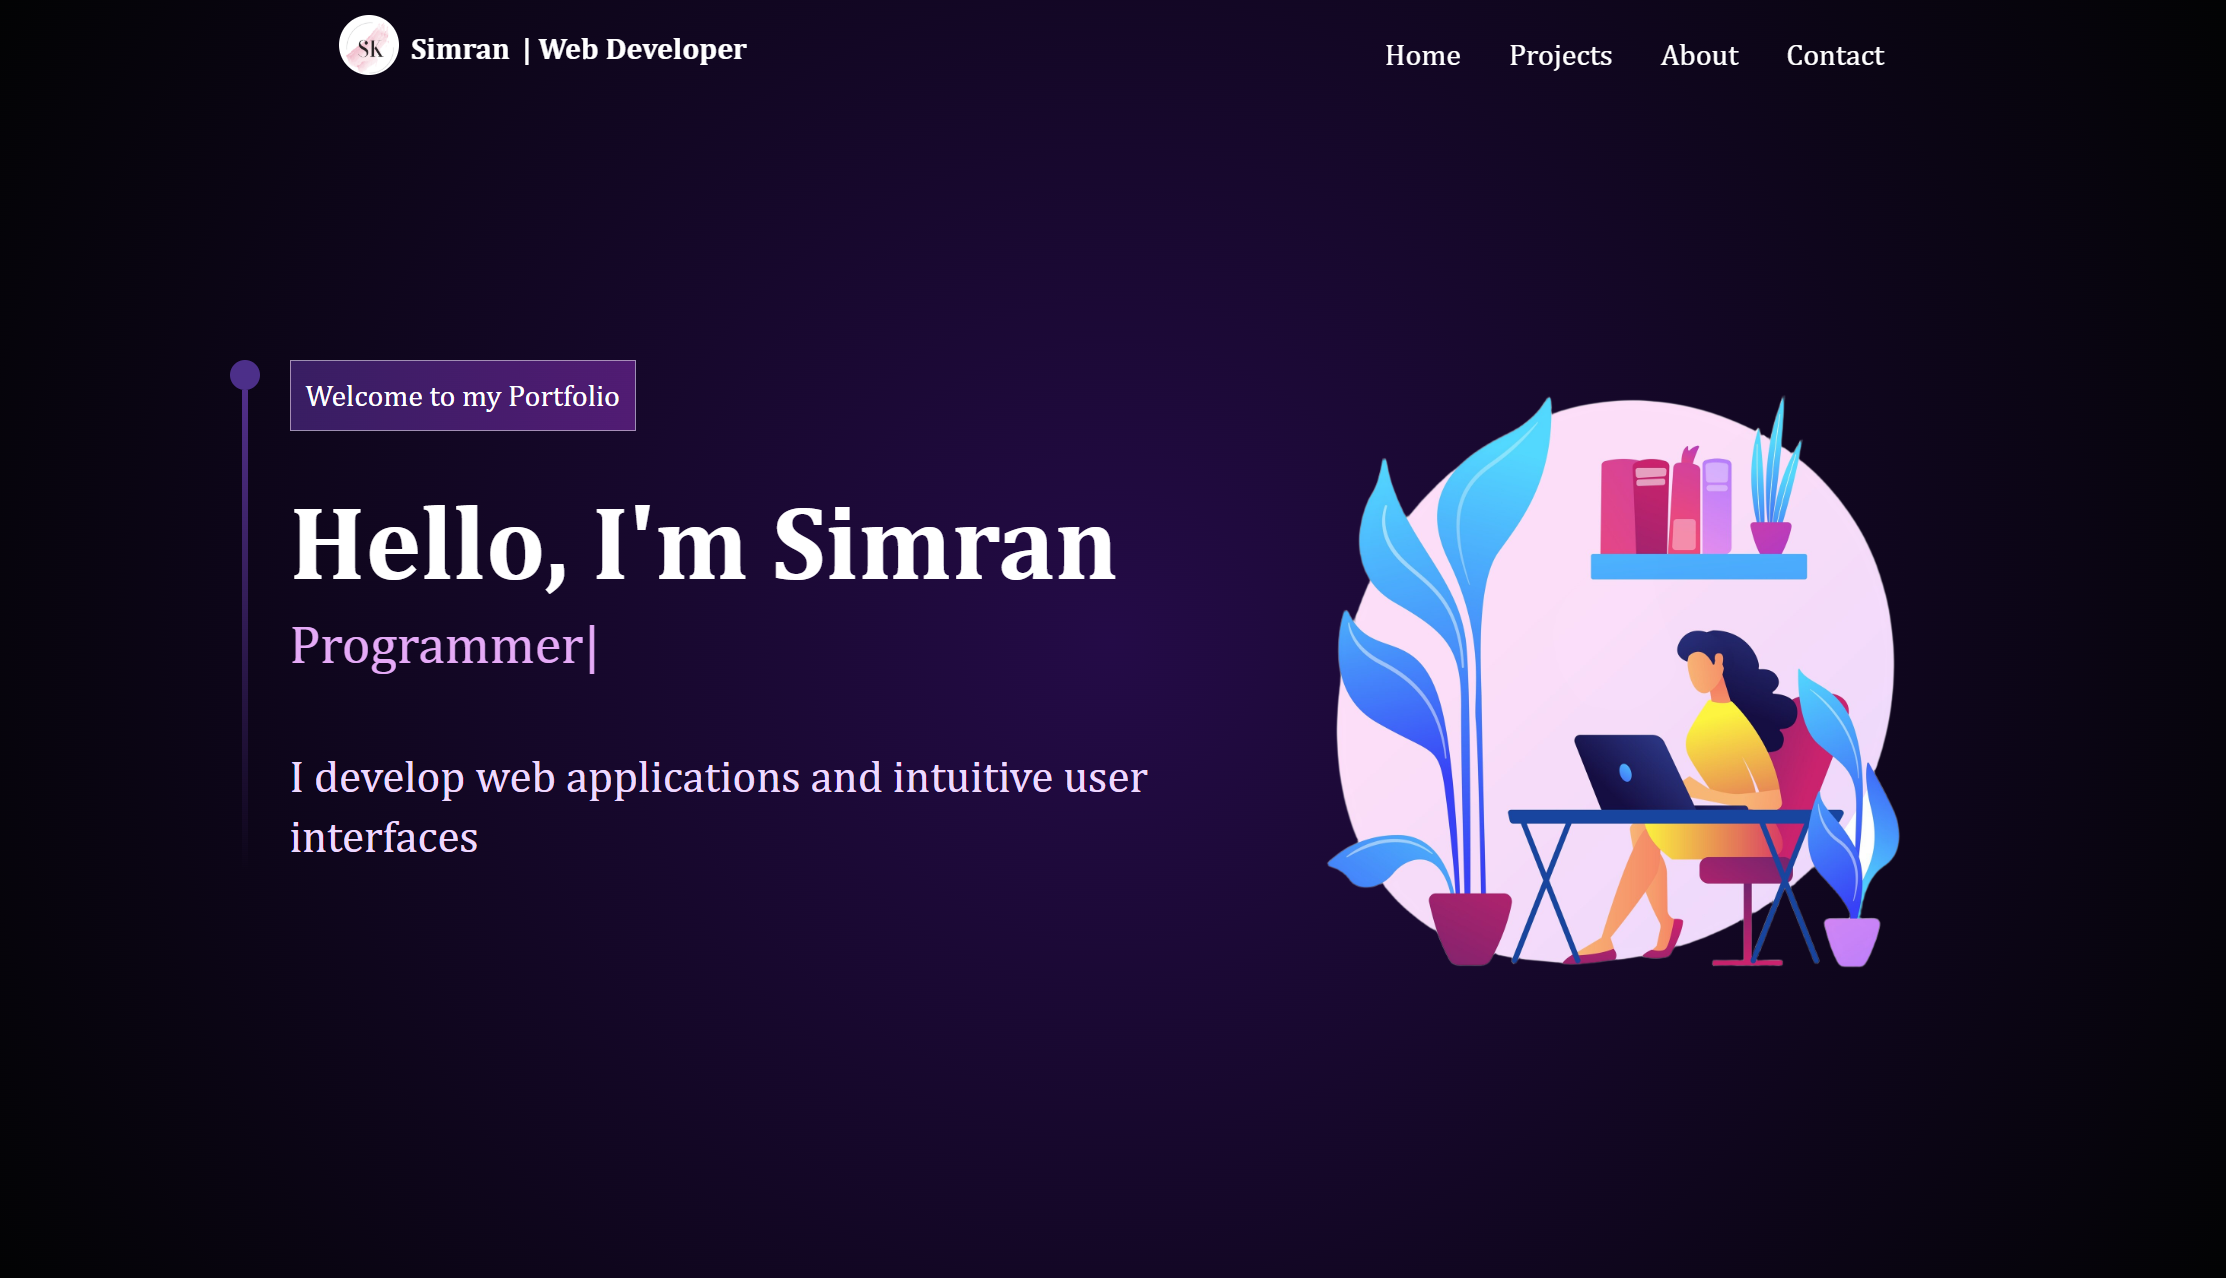 SK
Simran | Web Developer
Home Projects About Contact
Welcome to my Portfolio
Hello, I'm Simran
Programmer|
I develop web applications and intuitive user
interfaces